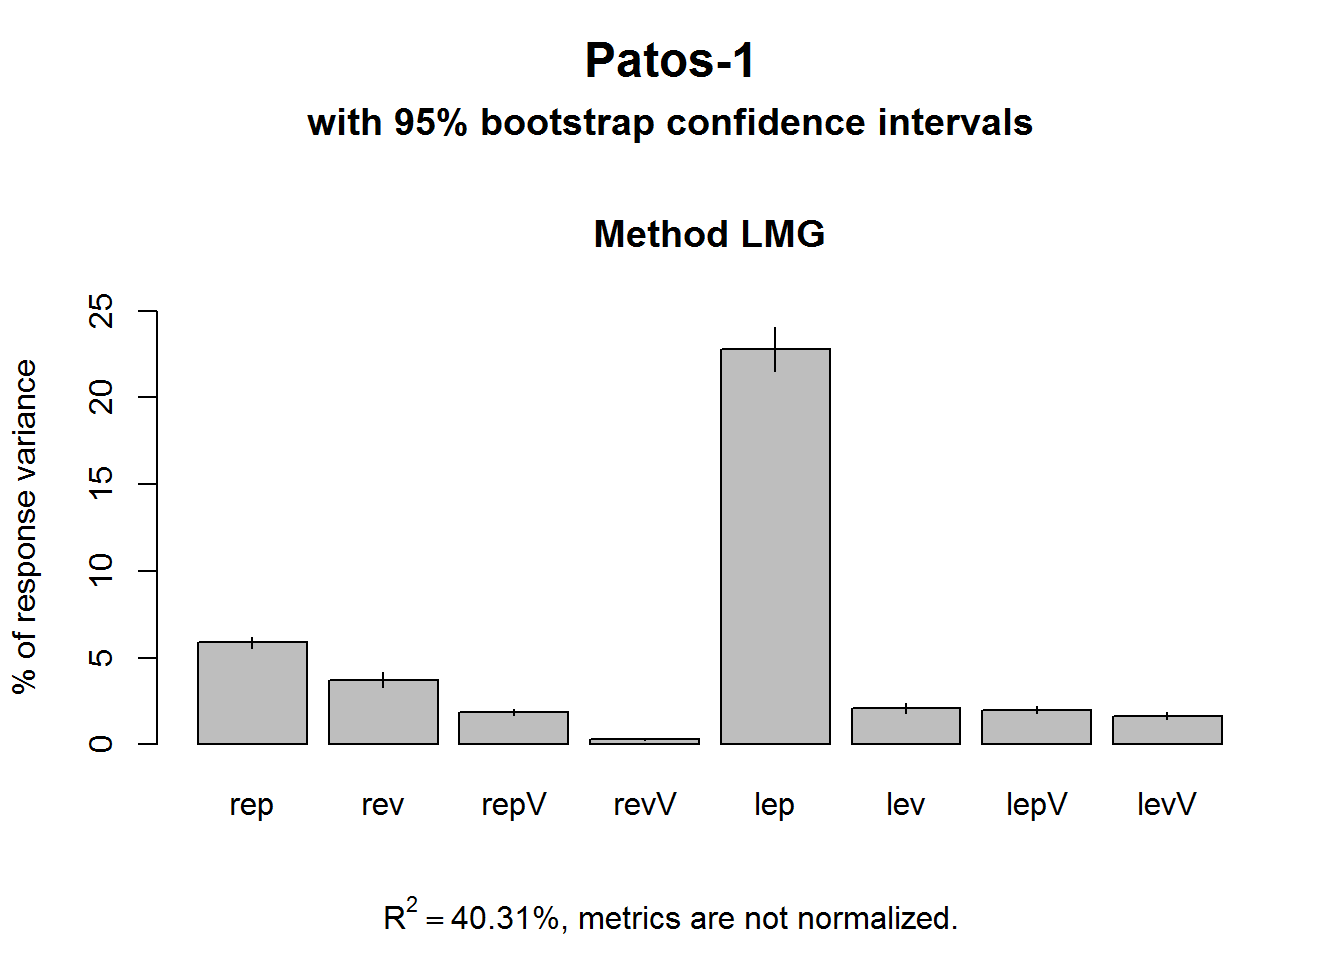 Patos-1
with 95% bootstrap confidence intervals
Method LMG
% of response variance
25
20
15
10
5
0
rep rev repV revV lep lev lepV levV
R² = 40.31%, metrics are not normalized.